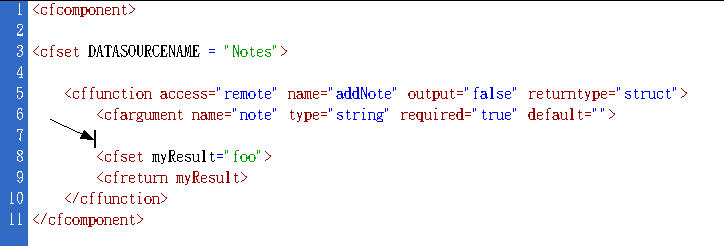 1 <cfcomponent>
2
3 <cfset DATASOURCENAME = "Notes">
4
5 <cffunction access="remote" name="addNote" output="false" returntype="struct">
6 <cfargument name="note" type="string" required="true" default="">
7
8 <cfset myResult="foo">
9 <cfreturn myResult>
10 </cffunction>
11 </cfcomponent>